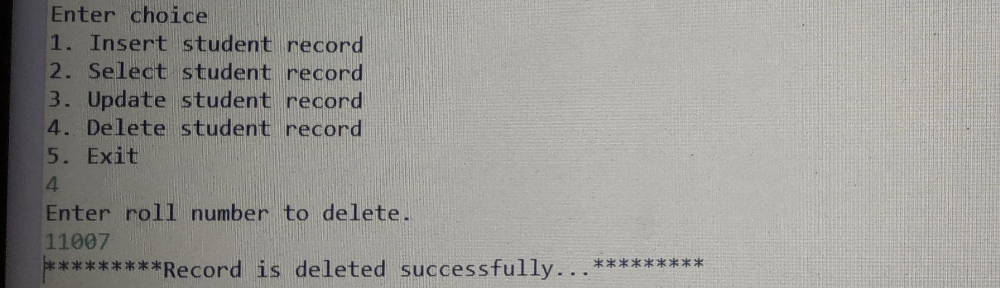 Enter choice
1. Insert student record
2. Select student record
3. Update student record
4. Delete student record
5. Exit
4
Enter roll number to delete.
11007
*********Record is deleted successfully...*********